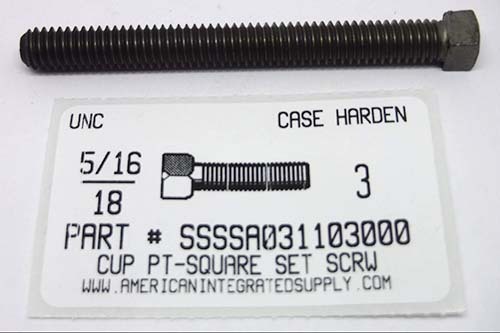 UNC CASE HARDEN
5/16
18
3
PART # SSSSA031103000
CUP PT-SQUARE SET SCRW
WWW.AMERICANINTEGRATEDSUPPLY.COM